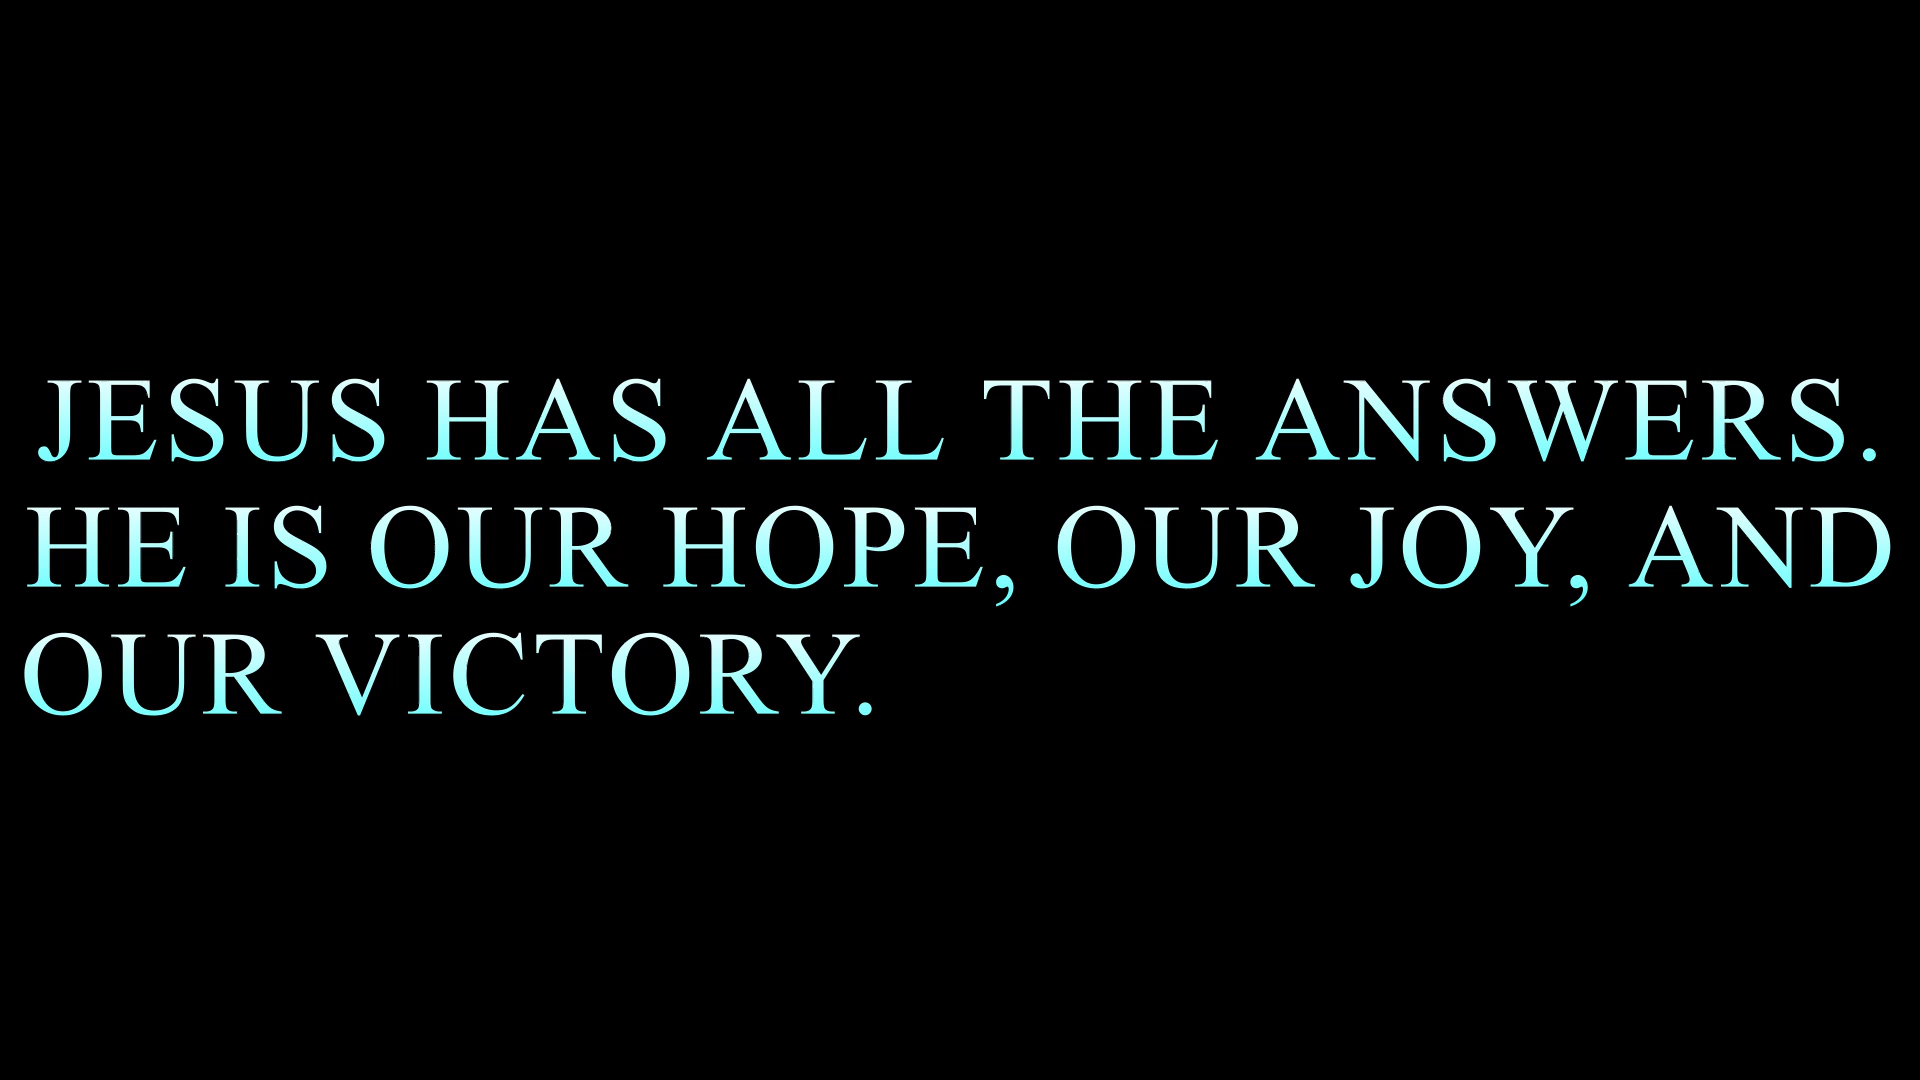 JESUS HAS ALL THE ANSWERS.
HE IS OUR HOPE, OUR JOY, AND
OUR VICTORY.